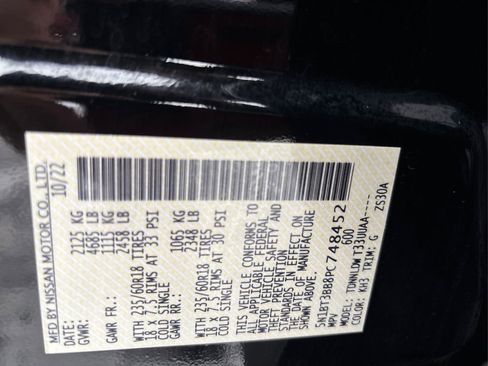 MFD BY NISSAN MOTOR CO.,LTD.
10/22
GVWR: 2125 KG
4685 LB
GAWR FR.: 1115 KG
2458 LB
WITH 235/60R18 TIRES
18 X 7.5 RIMS AT 33 PSI
COLD SINGLE
GAWR RR.: 1065 KG
2348 LB
WITH 235/60R18 TIRES
18 X 7.5 RIMS AT 30 PSI
COLD SINGLE
THIS VEHICLE CONFORMS TO
ALL APPLICABLE FEDERAL
MOTOR VEHICLE SAFETY AND
THEFT PREVENTION
STANDARDS IN EFFECT ON
THE DATE OF MANUFACTURE
SHOWN ABOVE.
5N1BT3BB8PC748452
MPV 600
MODEL: TDWNLDW T33UUAA-----
COLOR: KH3 TRIM: G ZS30A